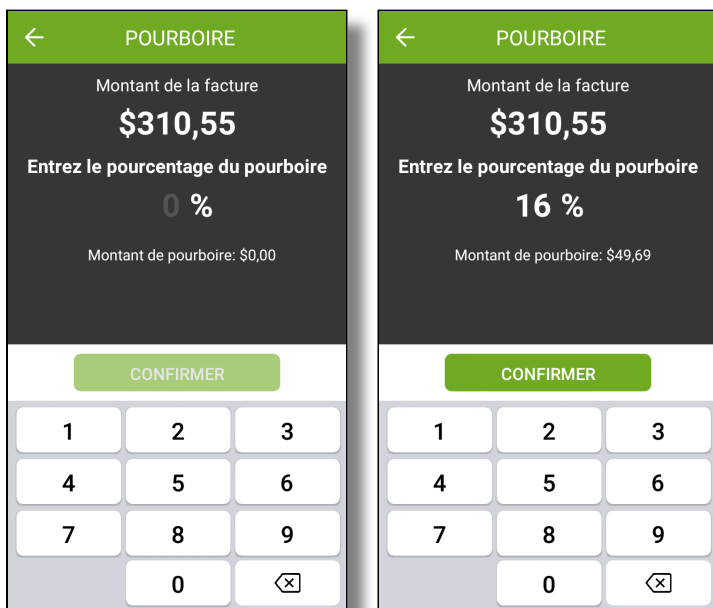 POURBOIRE
Montant de la facture
$310,55
Entrez le pourcentage du pourboire
0 %
Montant de pourboire: $0,00
CONFIRMER
1 2 3
4 5 6
7 8 9
0
POURBOIRE
Montant de la facture
$310,55
Entrez le pourcentage du pourboire
16 %
Montant de pourboire: $49,69
CONFIRMER
1 2 3
4 5 6
7 8 9
0